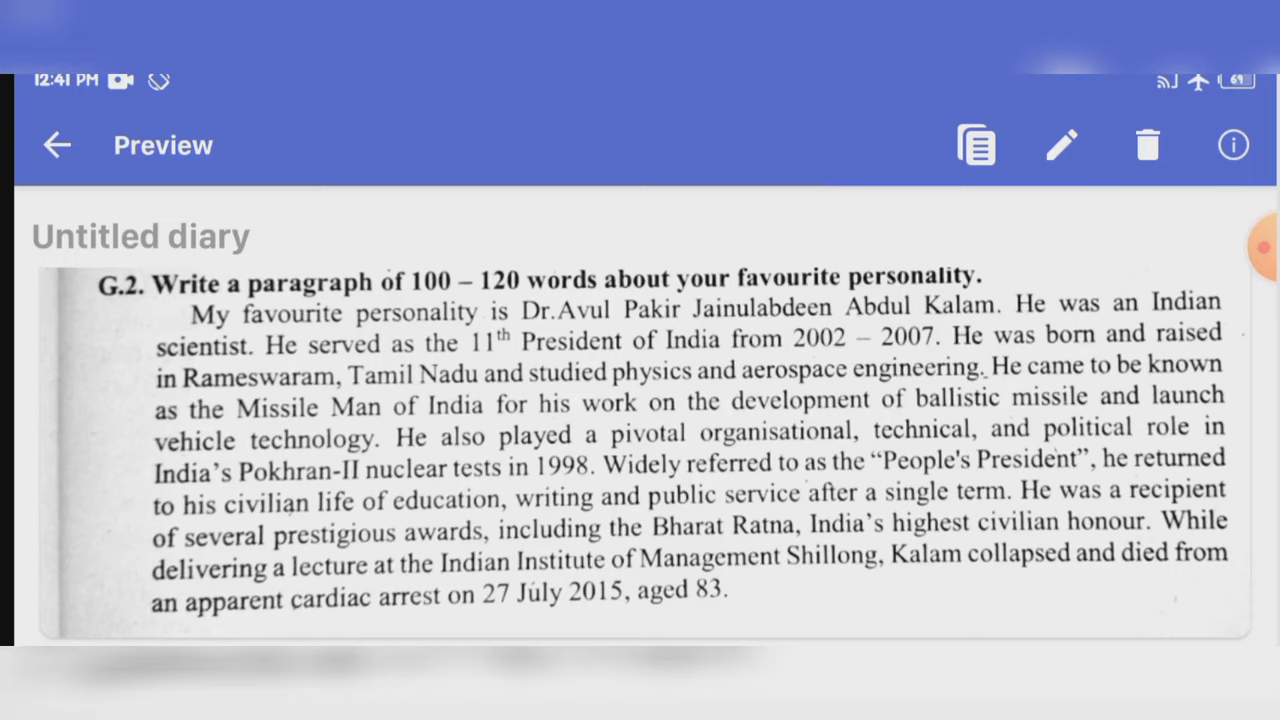 12:41 PM
69
Preview
Untitled diary
G.2. Write a paragraph of 100 – 120 words about your favourite personality.
My favourite personality is Dr.Avul Pakir Jainulabdeen Abdul Kalam. He was an Indian
scientist. He served as the 11th President of India from 2002 – 2007. He was born and raised
in Rameswaram, Tamil Nadu and studied physics and aerospace engineering. He came to be known
as the Missile Man of India for his work on the development of ballistic missile and launch
vehicle technology. He also played a pivotal organisational, technical, and political role in
India's Pokhran-II nuclear tests in 1998. Widely referred to as the “People's President”, he returned
to his civilian life of education, writing and public service after a single term. He was a recipient
of several prestigious awards, including the Bharat Ratna, India's highest civilian honour. While
delivering a lecture at the Indian Institute of Management Shillong, Kalam collapsed and died from
an apparent cardiac arrest on 27 July 2015, aged 83.